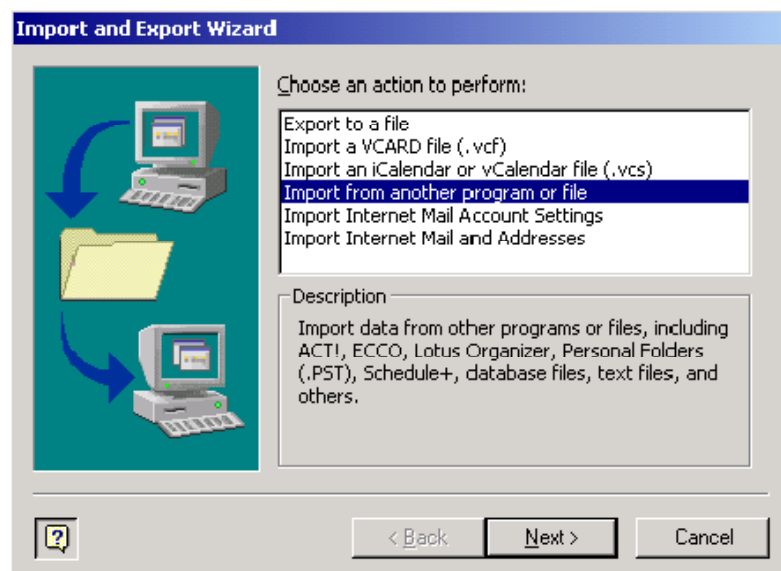 Import and Export Wizard
Choose an action to perform:
Export to a file
Import a VCARD file (.vcf)
Import an iCalendar or vCalendar file (.vcs)
Import from another program or file
Import Internet Mail Account Settings
Import Internet Mail and Addresses
Description
Import data from other programs or files, including
ACT!, ECCO, Lotus Organizer, Personal Folders
(.PST), Schedule+, database files, text files, and
others.
?
< Back
Next >
Cancel